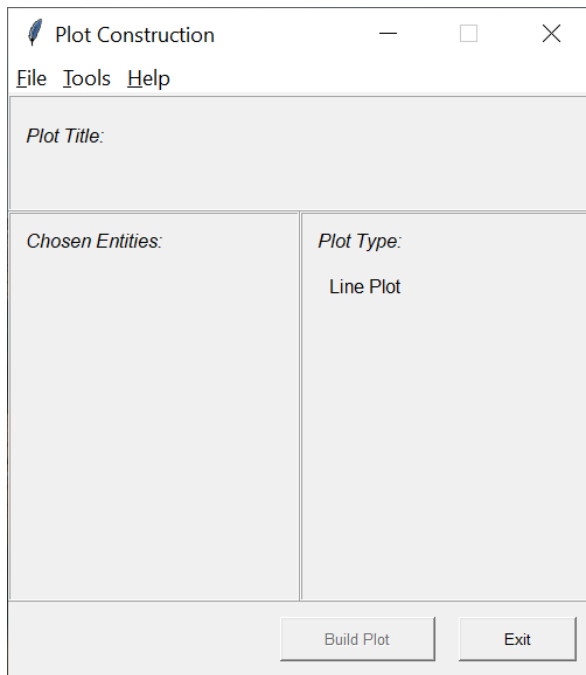 Plot Construction
File Tools Help
Plot Title:
Chosen Entities:
Plot Type:
Line Plot
Build Plot
Exit